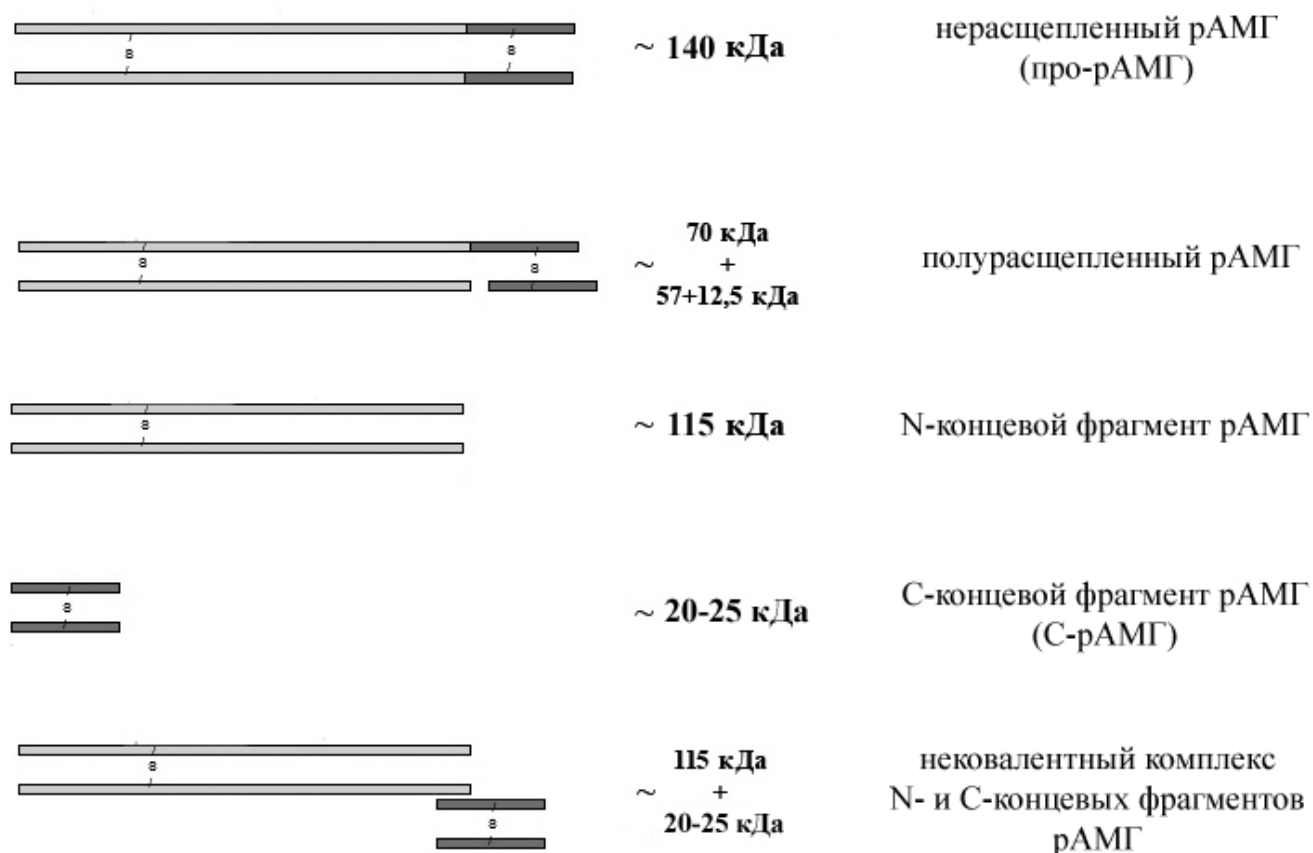 s s
~ 140 кДа
нерасщепленный рАМГ
(про-рАМГ)
s s
70 кДа
~ +
57+12,5 кДа
полурасщепленный рАМГ
s
~ 115 кДа
N-концевой фрагмент рАМГ
s
~ 20-25 кДа
С-концевой фрагмент рАМГ
(С-рАМГ)
s
s
115 кДа
~ +
20-25 кДа
нековалентный комплекс
N- и С-концевых фрагментов
рАМГ